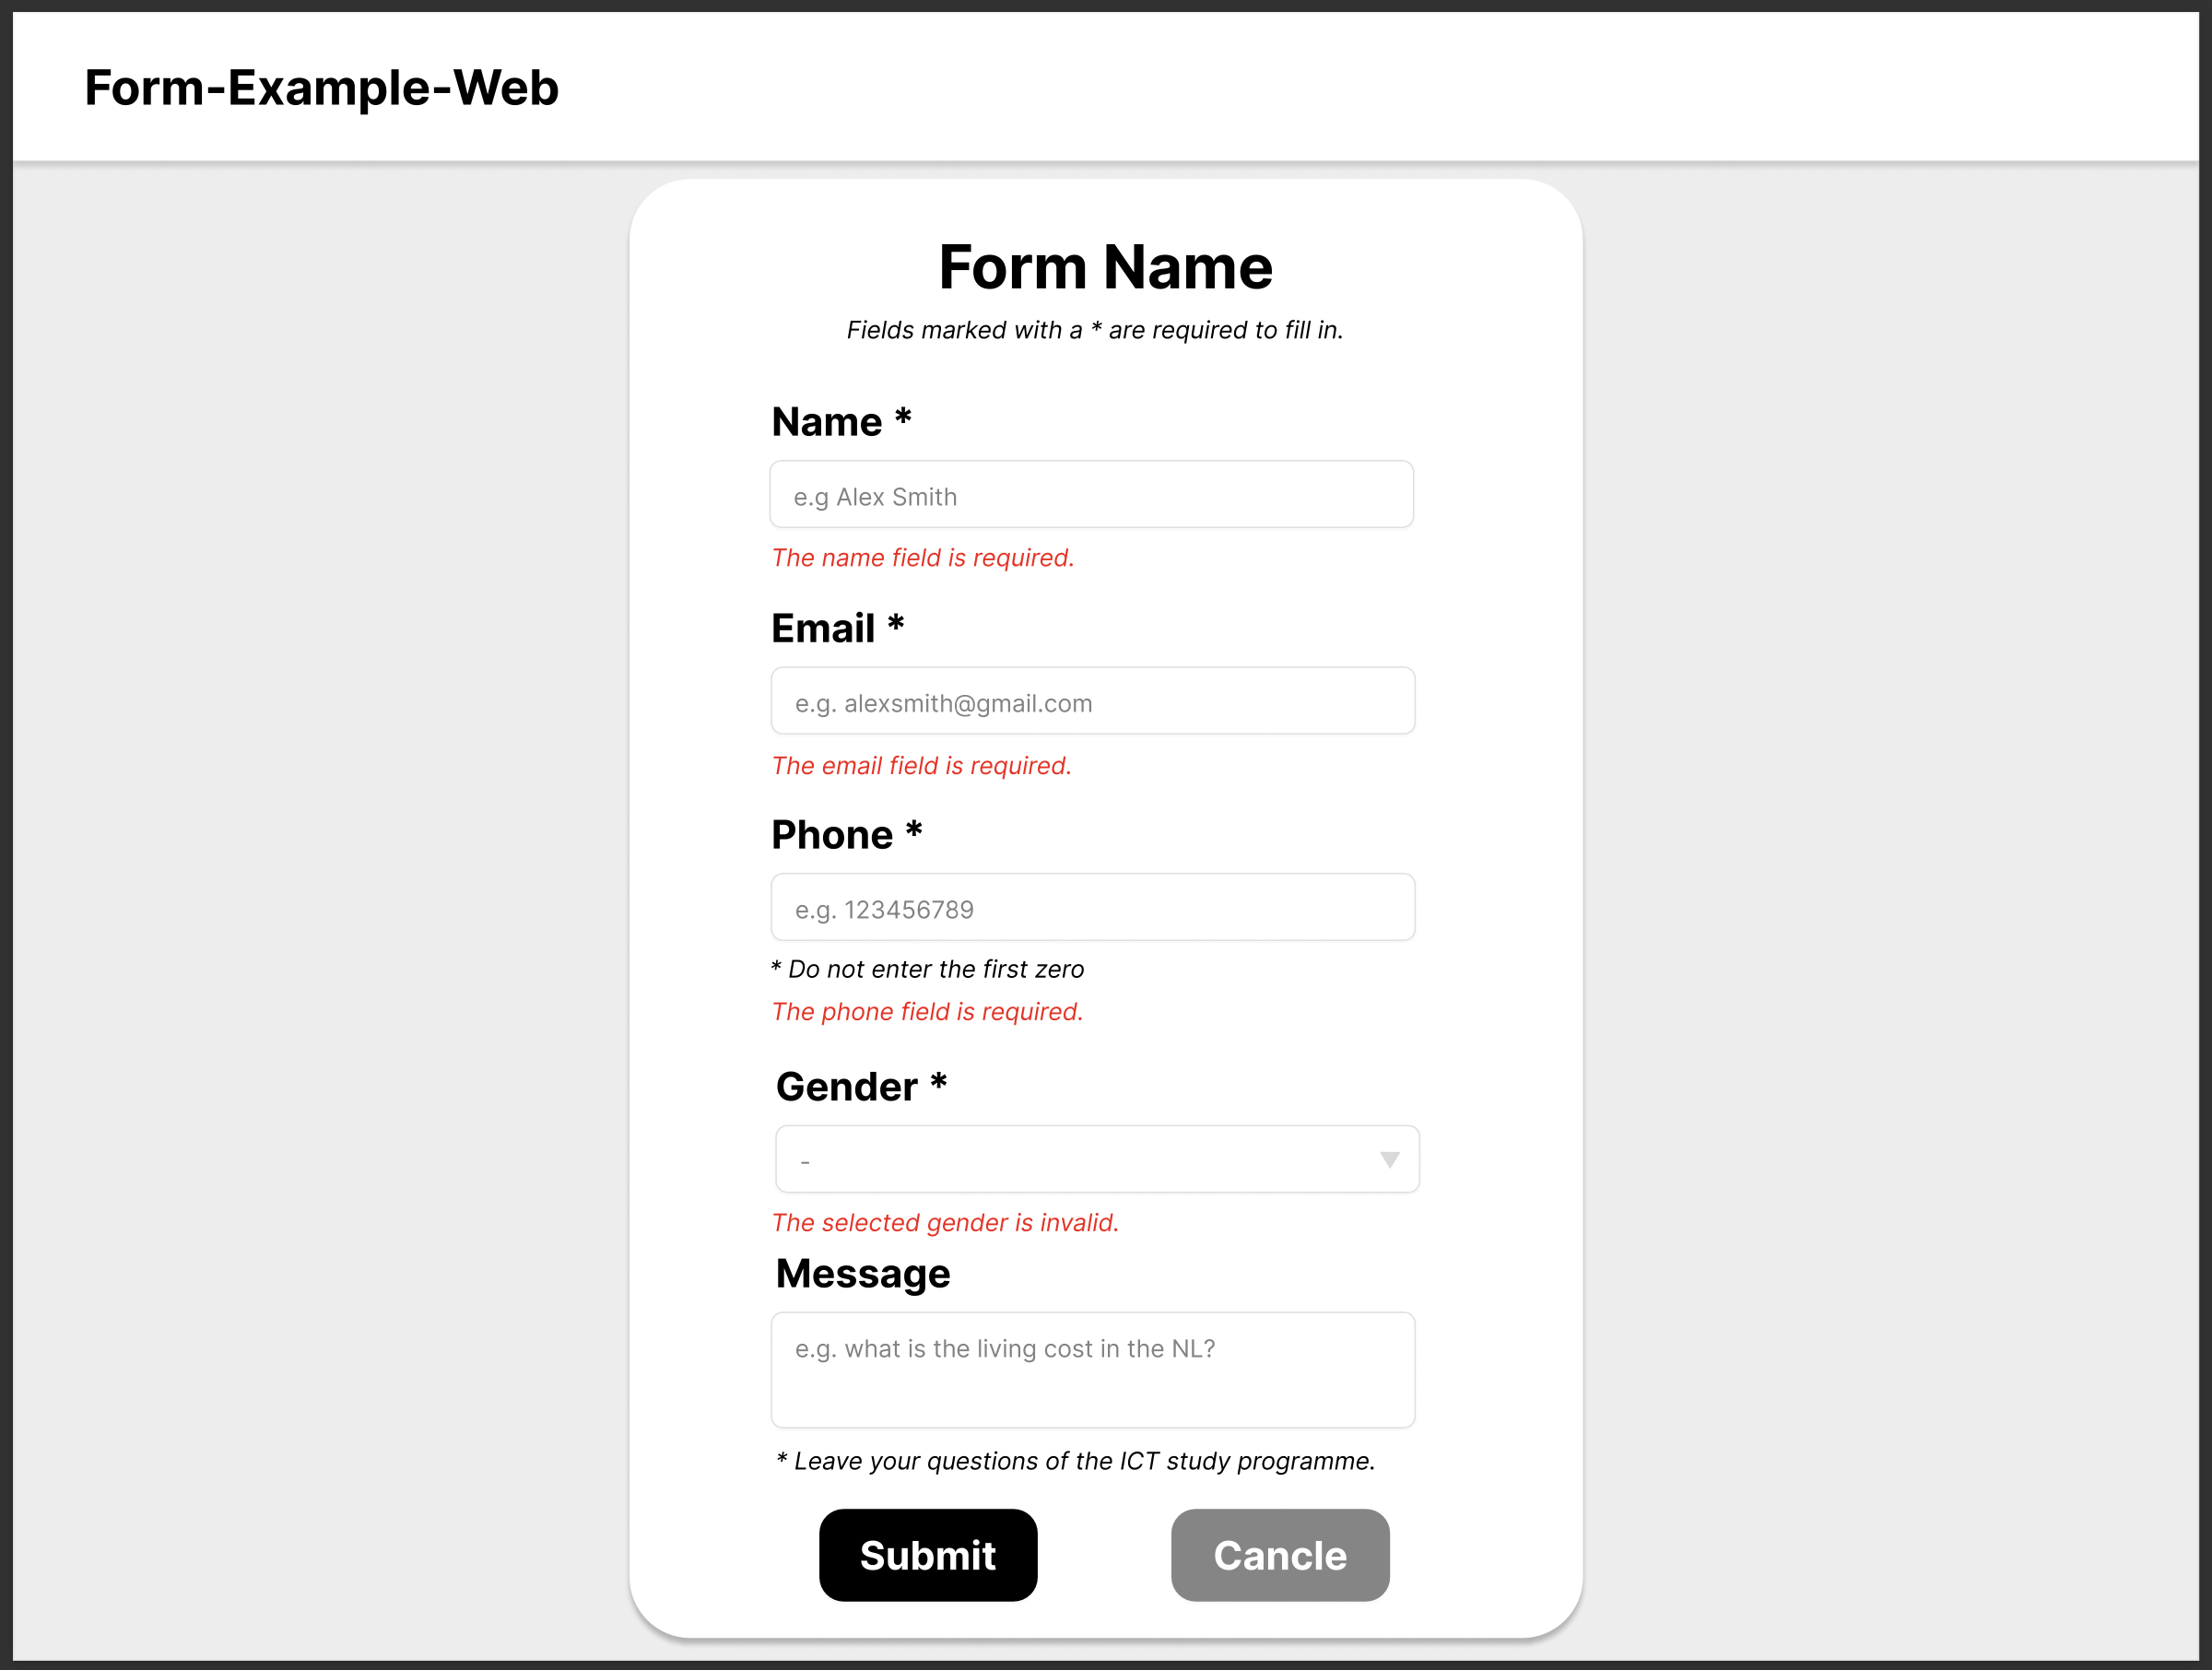 Form-Example-Web
Form Name
Fields marked with a * are required to fill in.
Name *
e.g Alex Smith
The name field is required.
Email *
e.g. alexsmith@gmail.com
The email field is required.
Phone *
e.g. 123456789
* Do not enter the first zero
The phone field is required.
Gender *
-
The selected gender is invalid.
Message
e.g. what is the living cost in the NL?
* Leave your questions of the ICT study programme.
Submit
Cancle